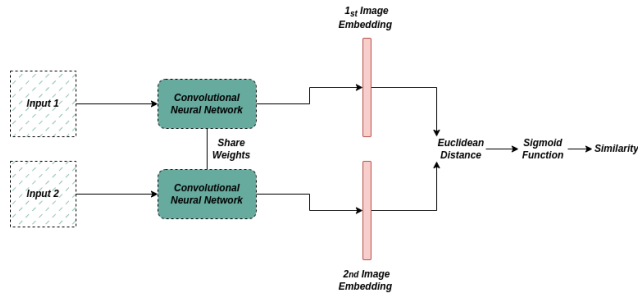 1st Image
Embedding
Input 1
Convolutional
Neural Network
Share
Weights
Euclidean
Distance
Sigmoid
Function
Similarity
Input 2
Convolutional
Neural Network
2nd Image
Embedding